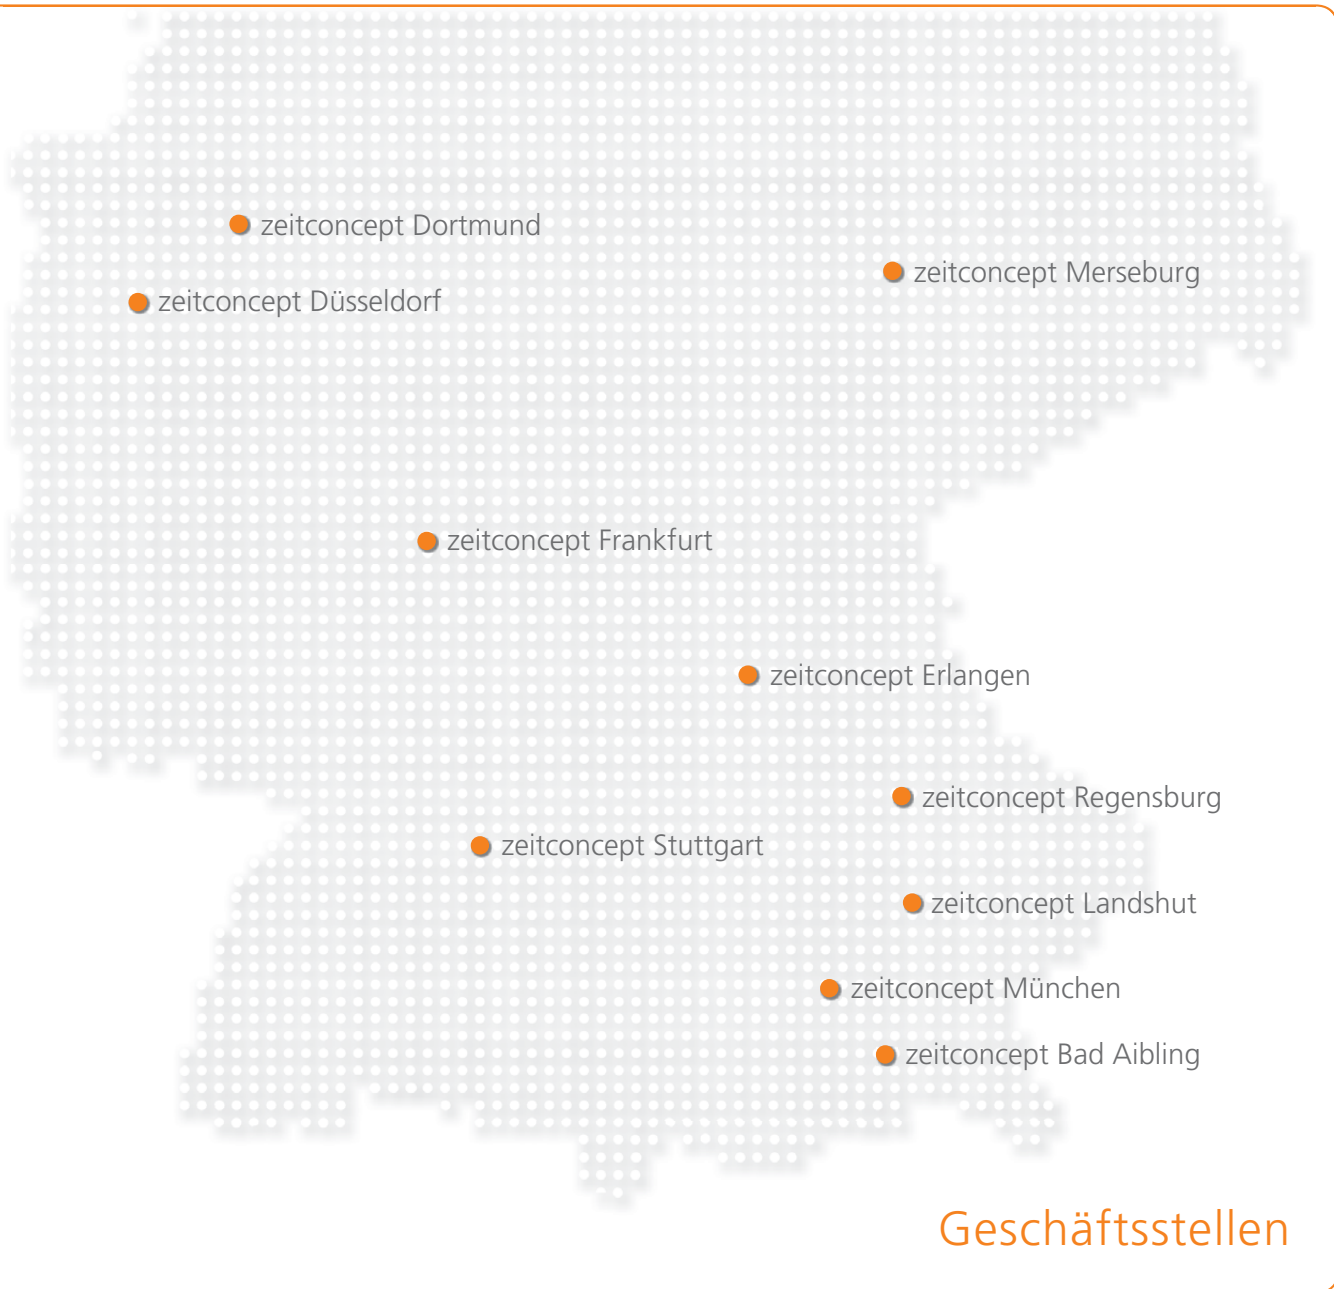 zeitconcept Dortmund
zeitconcept Merseburg
zeitconcept Düsseldorf
zeitconcept Frankfurt
zeitconcept Erlangen
zeitconcept Regensburg
zeitconcept Stuttgart
zeitconcept Landshut
zeitconcept München
zeitconcept Bad Aibling
Geschäftsstellen